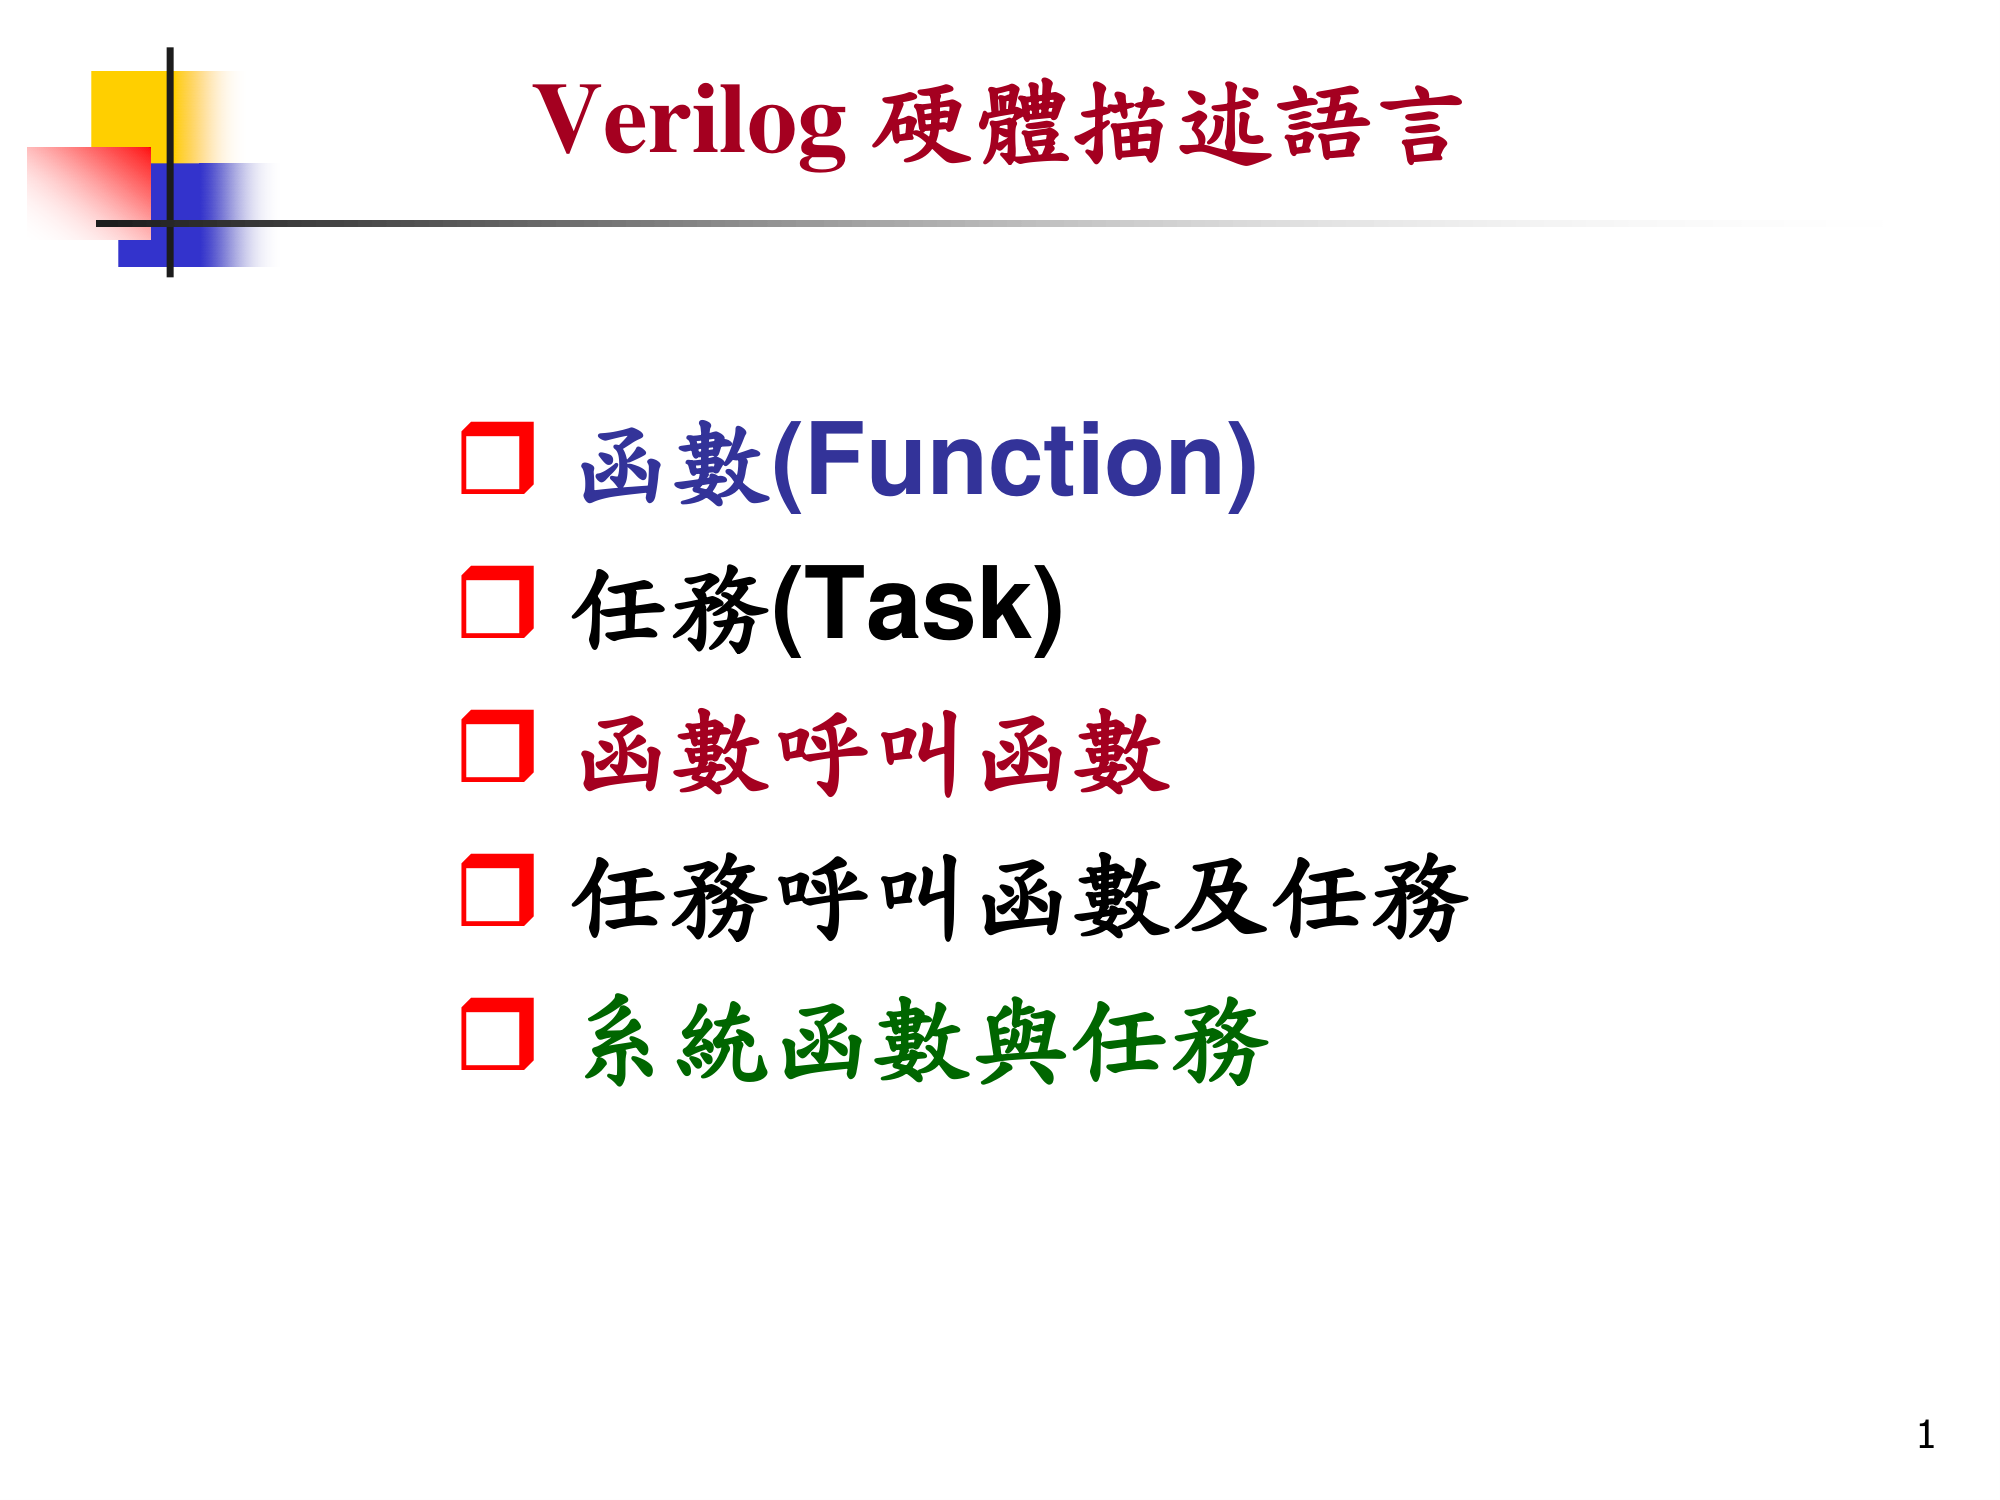 Verilog 硬體描述語言
函數(Function)
任務(Task)
函數呼叫函數
任務呼叫函數及任務
系統函數與任務
1